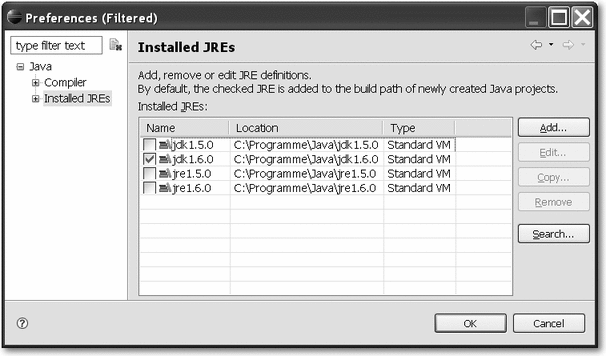 Preferences (Filtered)
type filter text
Installed JREs
Java
Compiler
Installed JREs
Add, remove or edit JRE definitions.
By default, the checked JRE is added to the build path of newly created Java projects.
Installed JREs:
Name Location Type
jdk1.5.0 C:\Programme\Java\jdk1.5.0 Standard VM
jdk1.6.0 C:\Programme\Java\jdk1.6.0 Standard VM
jre1.5.0 C:\Programme\Java\jre1.5.0 Standard VM
jre1.6.0 C:\Programme\Java\jre1.6.0 Standard VM
Add...
Edit...
Copy...
Remove
Search...
OK Cancel